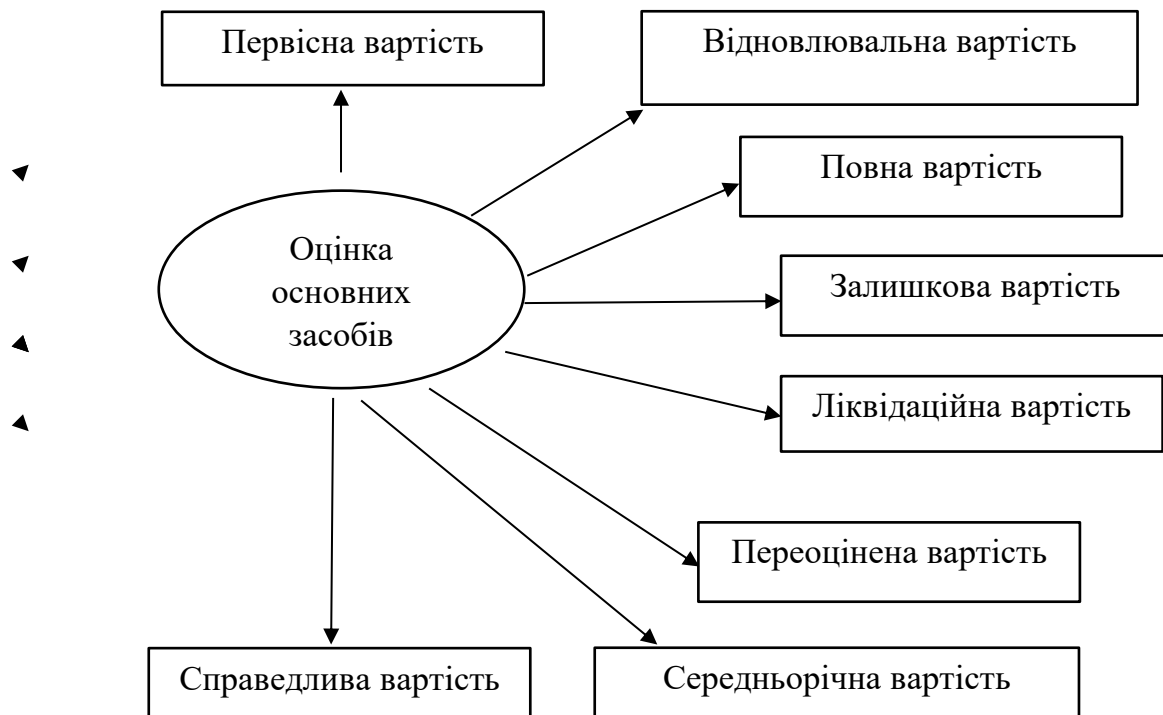 Первісна вартість
Відновлювальна вартість
Повна вартість
Оцінка
основних
засобів
Залишкова вартість
Ліквідаційна вартість
Переоцінена вартість
Справедлива вартість
Середньорічна вартість